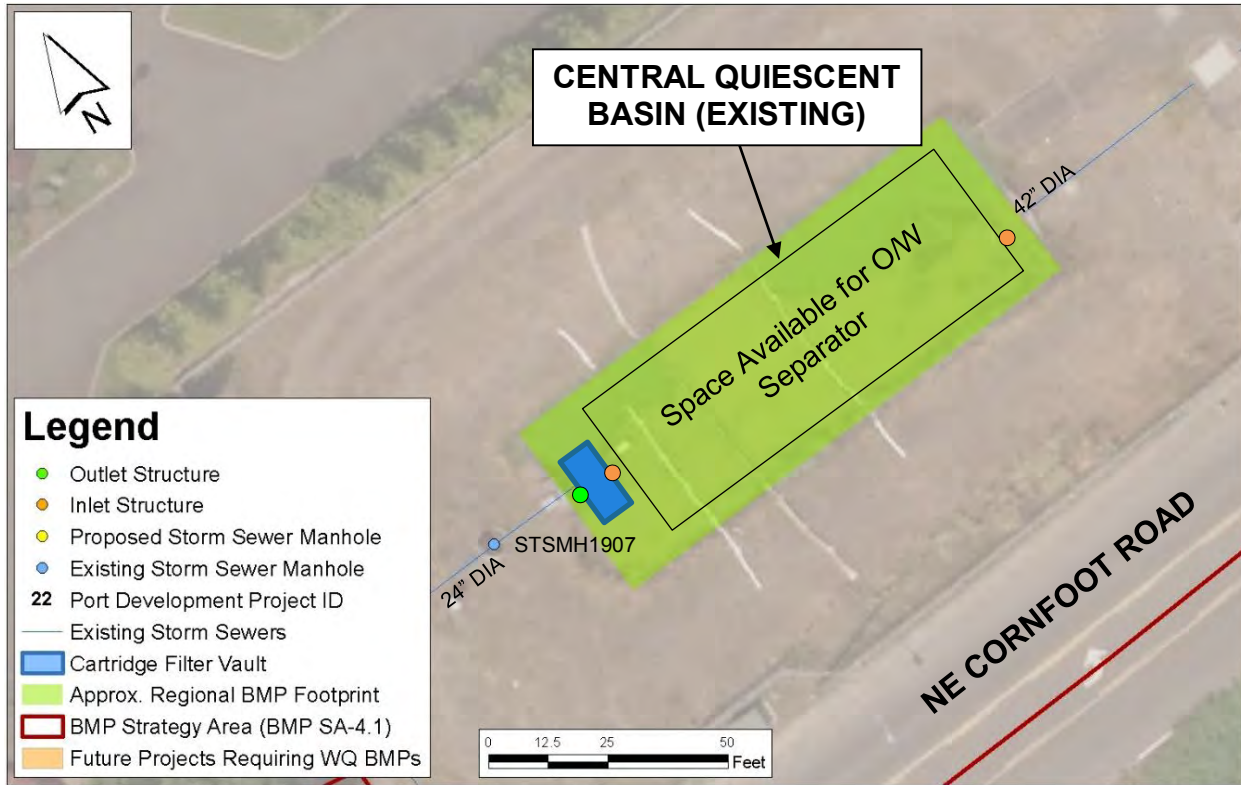 N
CENTRAL QUIESCENT
BASIN (EXISTING)
42” DIA
Space Available for O/W
Separator
STSMH1907
24” DIA
NE CORNFOOT ROAD
Legend
Outlet Structure
Inlet Structure
Proposed Storm Sewer Manhole
Existing Storm Sewer Manhole
22 Port Development Project ID
Existing Storm Sewers
Cartridge Filter Vault
Approx. Regional BMP Footprint
BMP Strategy Area (BMP SA-4.1)
Future Projects Requiring WQ BMPs
0 12.5 25 50
Feet